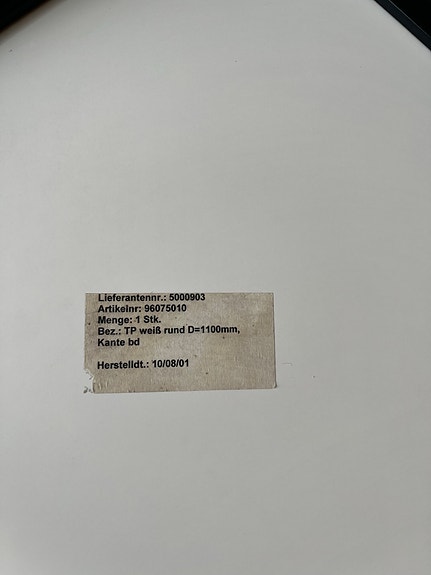 Lieferantennr.: 5000903
Artikelnr: 96075010
Menge: 1 Stk.
Bez.: TP weiß rund D=1100mm,
Kante bd
Herstelldt.: 10/08/01